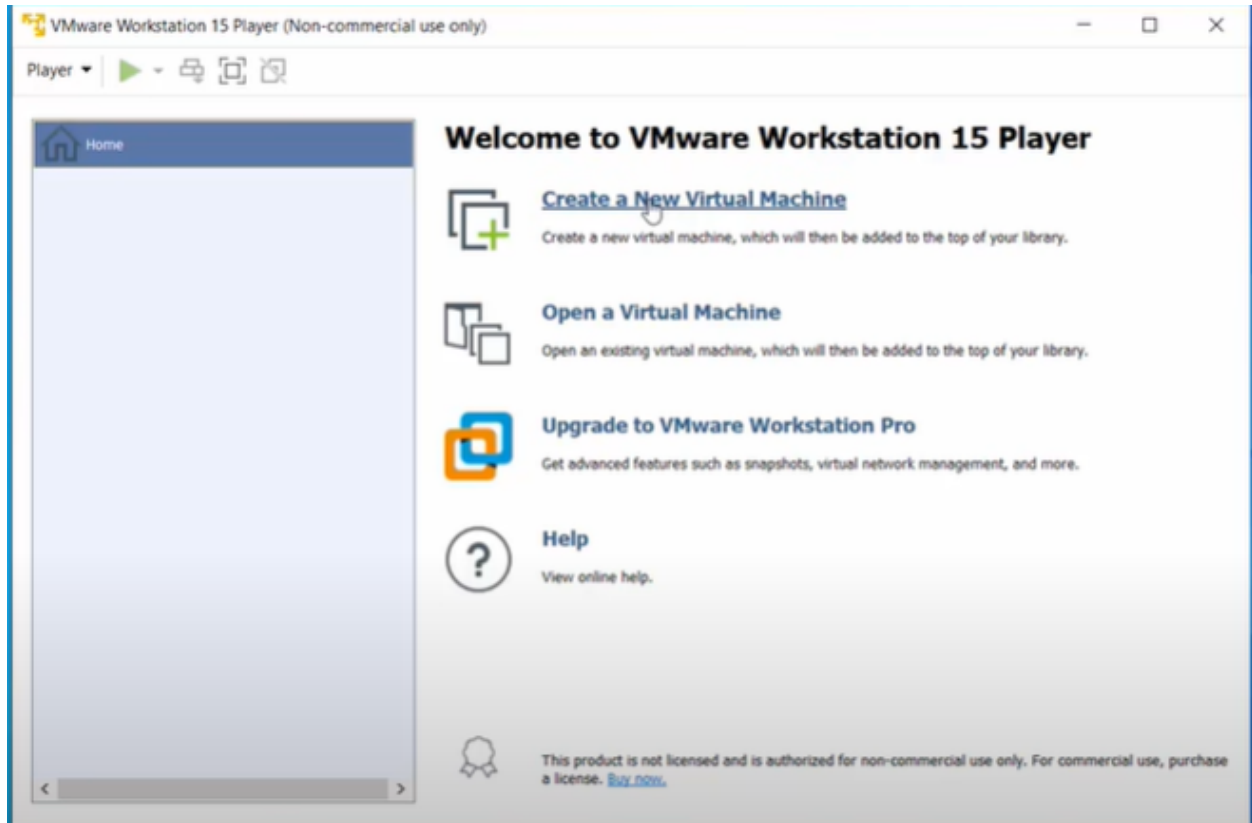 VMware Workstation 15 Player (Non-commercial use only)
Player
Home
Welcome to VMware Workstation 15 Player
Create a New Virtual Machine
Create a new virtual machine, which will then be added to the top of your library.
Open a Virtual Machine
Open an existing virtual machine, which will then be added to the top of your library.
Upgrade to VMware Workstation Pro
Get advanced features such as snapshots, virtual network management, and more.
?
Help
View online help.
This product is not licensed and is authorized for non-commercial use only. For commercial use, purchase
a license. Buy now.